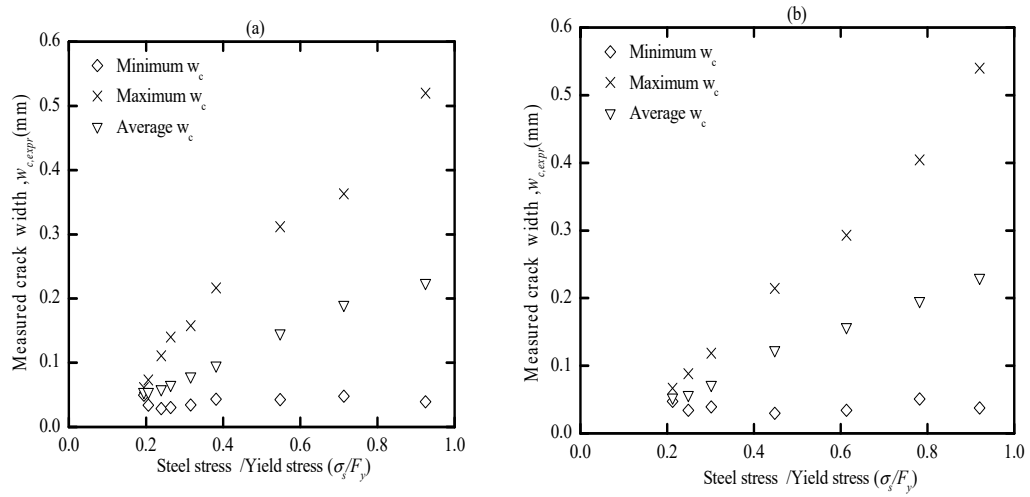 (a)
0.6
0.5
0.4
0.3
0.2
0.1
0.0
Measured crack width ,w_c,expr(mm)
Minimum w_c
Maximum w_c
Average w_c
0.0 0.2 0.4 0.6 0.8 1.0
Steel stress /Yield stress (σ_s/F_y)
(b)
0.6
0.5
0.4
0.3
0.2
0.1
0.0
Measured crack width ,w_c,expr(mm)
Minimum w_c
Maximum w_c
Average w_c
0.0 0.2 0.4 0.6 0.8 1.0
Steel stress /Yield stress (σ_s/F_y)